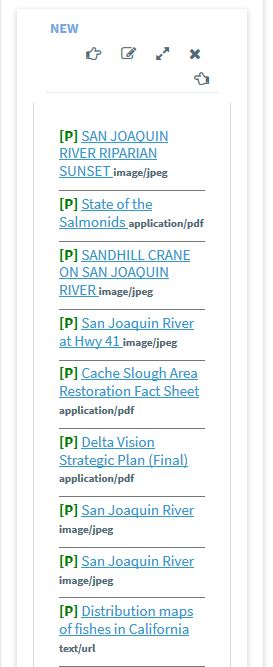 NEW
[P] SAN JOAQUIN
RIVER RIPARIAN
SUNSET image/jpeg
[P] State of the
Salmonids application/pdf
[P] SANDHILL CRANE
ON SAN JOAQUIN
RIVER image/jpeg
[P] San Joaquin River
at Hwy 41 image/jpeg
[P] Cache Slough Area
Restoration Fact Sheet
application/pdf
[P] Delta Vision
Strategic Plan (Final)
application/pdf
[P] San Joaquin River
image/jpeg
[P] San Joaquin River
image/jpeg
[P] Distribution maps
of fishes in California
text/url